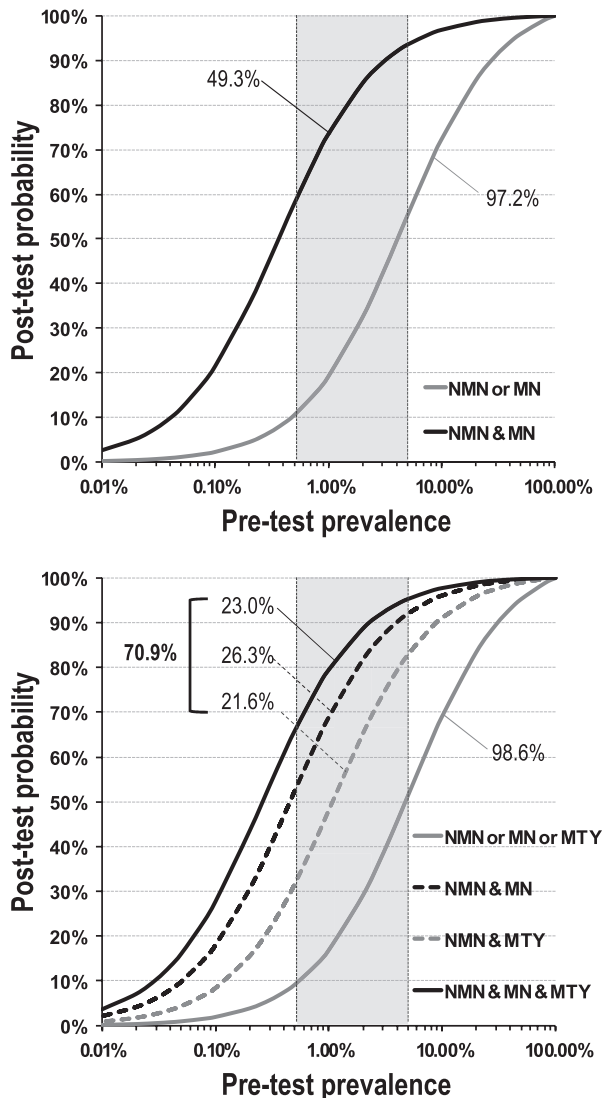 100%
90%
80%
70%
60%
50%
40%
30%
20%
10%
0%
Post-test probability
49.3%
97.2%
NMN or MN
NMN & MN
0.01% 0.10% 1.00% 10.00% 100.00%
Pre-test prevalence
100%
90%
80%
70%
60%
50%
40%
30%
20%
10%
0%
Post-test probability
70.9%
23.0%
26.3%
21.6%
98.6%
NMN or MN or MTY
NMN & MN
NMN & MTY
NMN & MN & MTY
0.01% 0.10% 1.00% 10.00% 100.00%
Pre-test prevalence